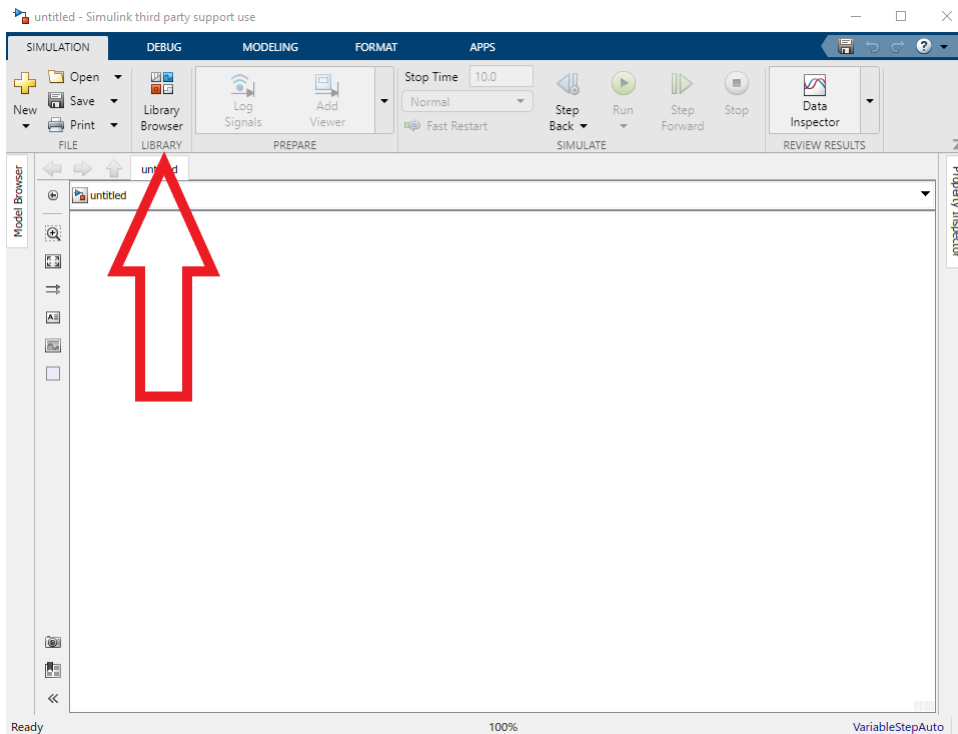 untitled - Simulink third party support use
SIMULATION DEBUG MODELING FORMAT APPS
New
Open
Save
Print
FILE
Library
Browser
LIBRARY
Log
Signals
Add
Viewer
PREPARE
Stop Time 10.0
Normal
Fast Restart
Step
Back
Run
Step
Forward
Stop
SIMULATE
Data
Inspector
REVIEW RESULTS
Model Browser
untitled
Property Inspector
Ready 100% VariableStepAuto